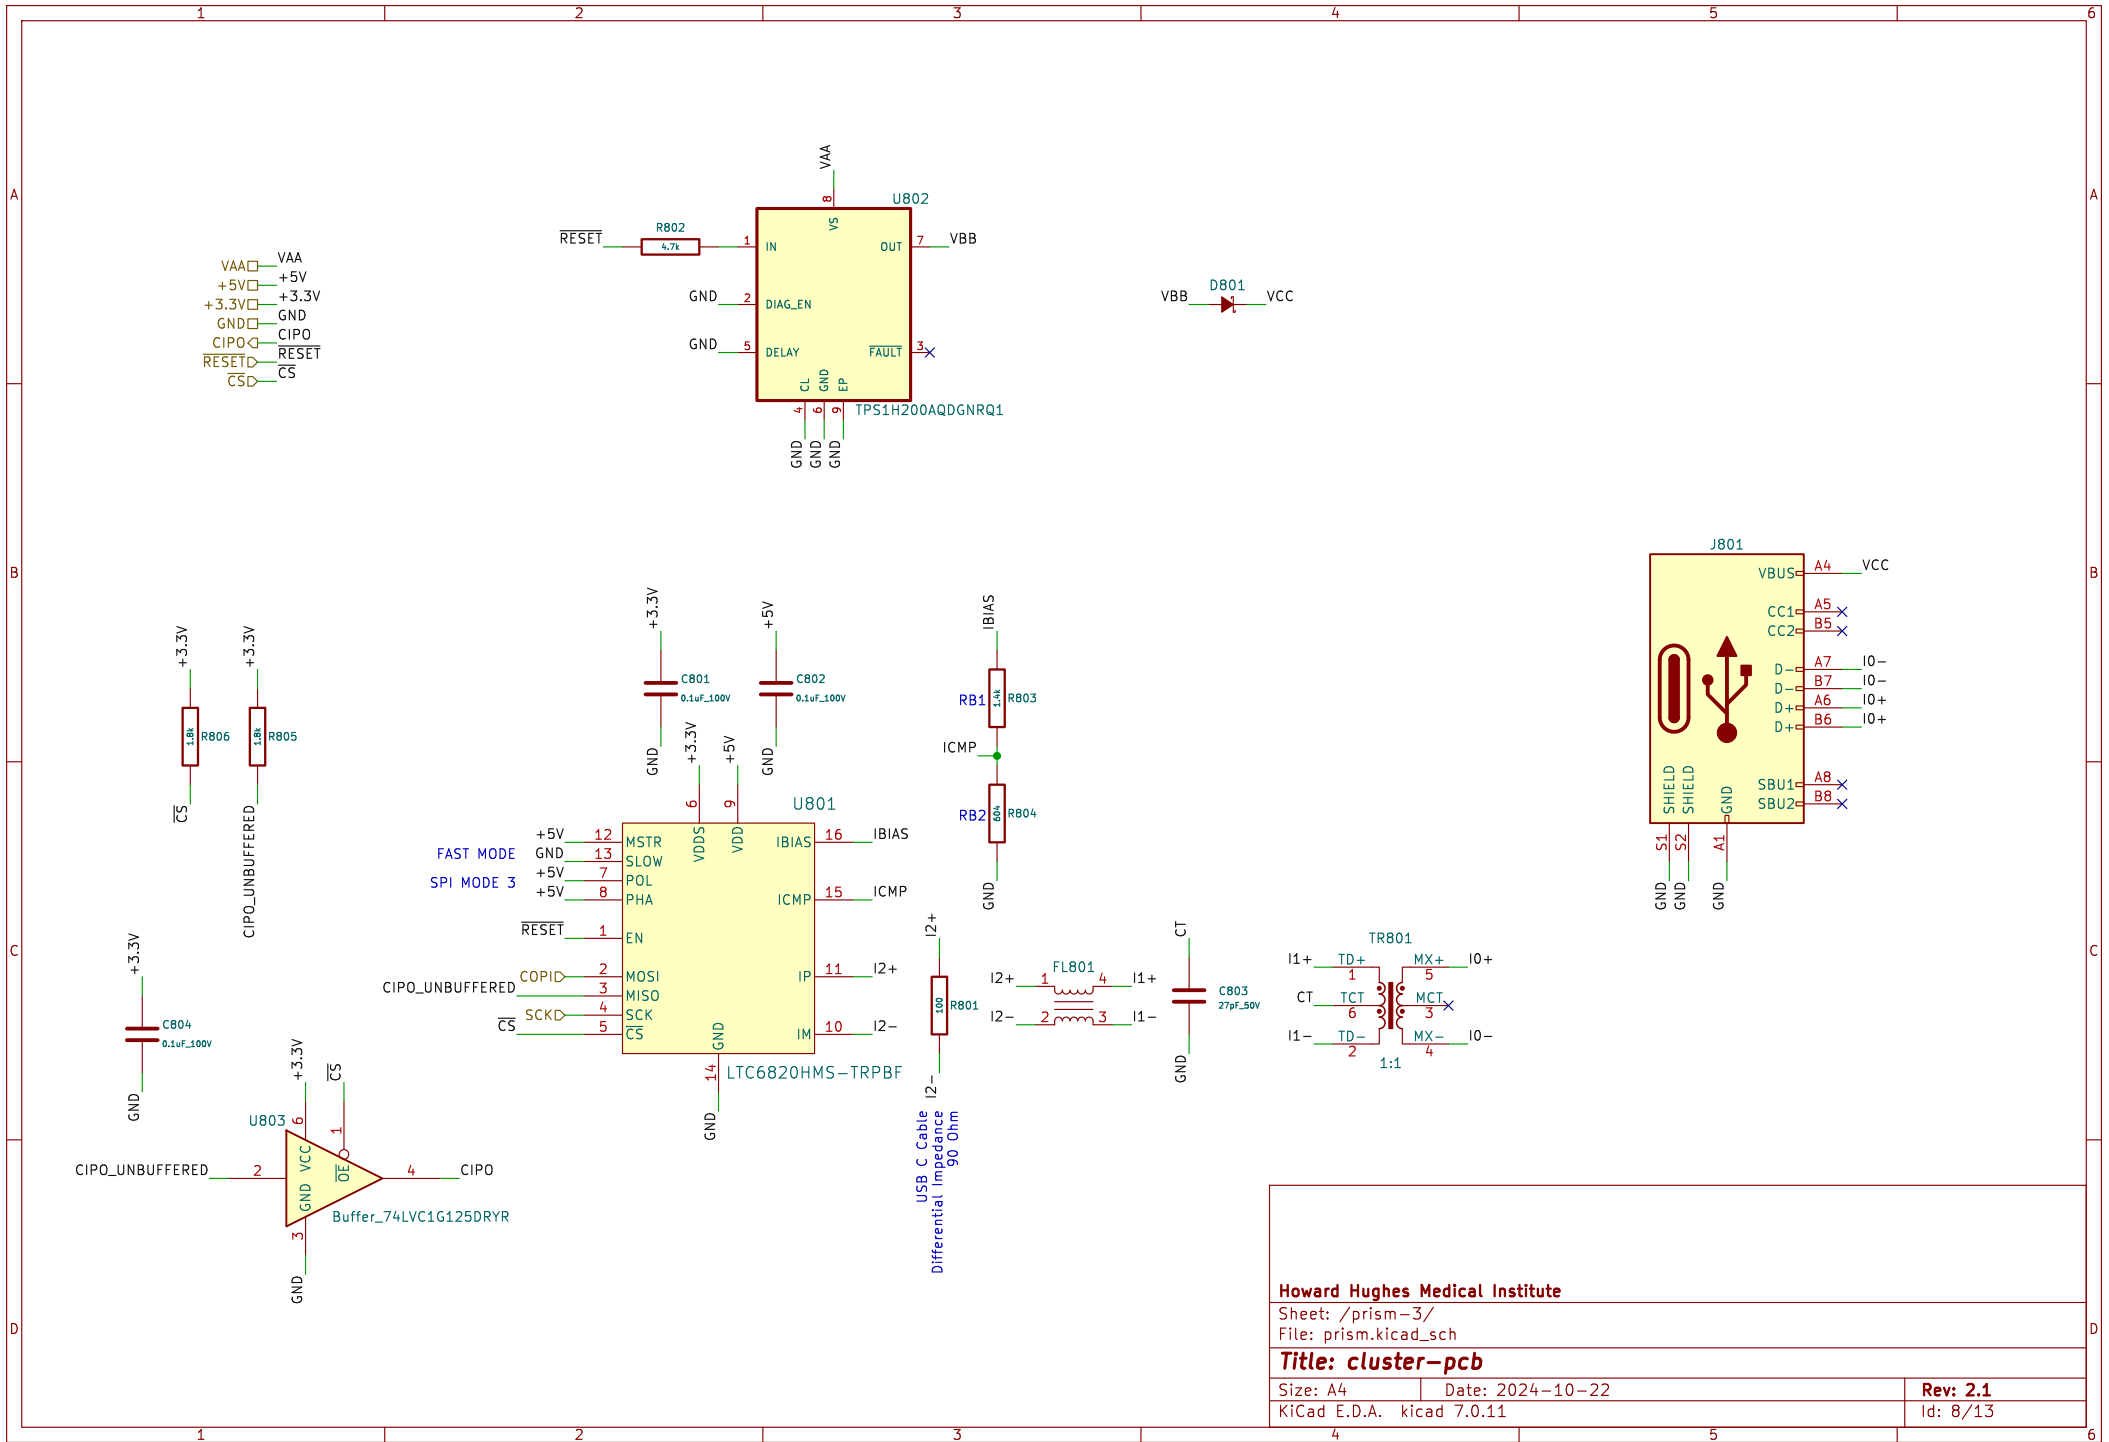 1 2 3 4 5 6
A
B
C
D
A
B
C
D
1 2 3 4 5 6
VAA VAA
+5V +5V
+3.3V +3.3V
GND GND
CIPO CIPO
RESET RESET
CS CS
VAA
U802
8
VS
RESET R802 4.7k 1 IN
OUT 7 VBB
GND 2 DIAG_EN
GND 5 DELAY
FAULT 3
CL GND EP
4 6 9
TPS1H200AQDGNRQ1
GND GND GND
D801
VBB VCC
J801
VBUS A4 VCC
CC1 A5
CC2 B5
D- A7 I0-
D- B7 I0-
D+ A6 I0+
D+ B6 I0+
SBU1 A8
SBU2 B8
SHIELD SHIELD GND
S1 S2 A1
GND GND GND
+3.3V +3.3V
1.8k R806 1.8k R805
CS CIPO_UNBUFFERED
+3.3V
C801
0.1uF_100V
GND
+5V
C802
0.1uF_100V
GND
IBIAS
RB1 1.4k R803
ICMP
RB2 604 R804
GND
+3.3V +5V
U801
6 9
VDDS VDD
+5V 12 MSTR
FAST MODE GND 13 SLOW
+5V 7 POL
SPI MODE 3
+5V 8 PHA
RESET 1 EN
COPI 2 MOSI
CIPO_UNBUFFERED 3 MISO
SCK 4 SCK
CS 5 CS
IBIAS 16 IBIAS
ICMP 15 ICMP
IP 11 I2+
IM 10 I2-
GND
14
LTC6820HMS-TRPBF
GND
I2+
100 R801
I2-
USB C Cable
Differential Impedance
90 Ohm
FL801
I2+ 1 4 I1+
I2- 2 3 I1-
CT
C803
27pF_50V
GND
TR801
I1+ TD+ 1 MX+ 5 I0+
CT TCT 6 MCT 3
I1- TD- 2 MX- 4 I0-
1:1
+3.3V
C804
0.1uF_100V
GND
+3.3V CS
U803
6 1
VCC OE
CIPO_UNBUFFERED 2 4 CIPO
GND
3
Buffer_74LVC1G125DRYR
GND
Howard Hughes Medical Institute
Sheet: /prism-3/
File: prism.kicad_sch
Title: cluster-pcb
Size: A4 Date: 2024-10-22 Rev: 2.1
KiCad E.D.A. kicad 7.0.11 Id: 8/13